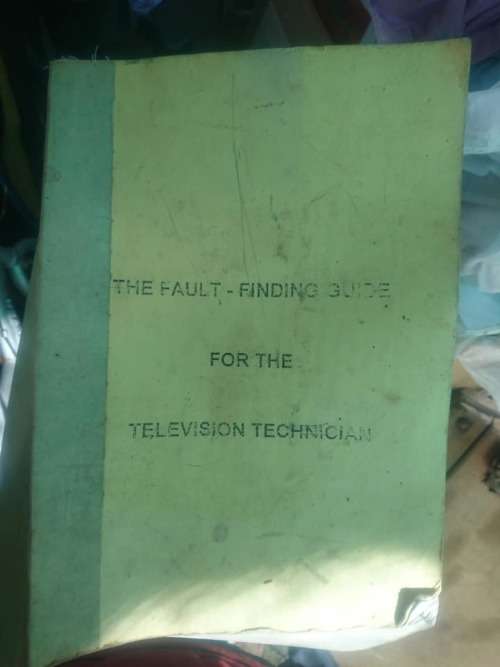 THE FAULT - FINDING GUIDE
FOR THE
TELEVISION TECHNICIAN